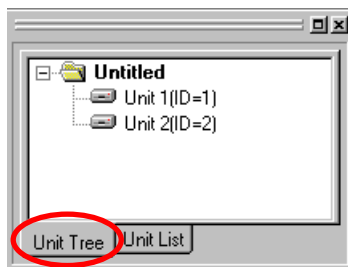 Untitled
Unit 1(ID=1)
Unit 2(ID=2)
Unit Tree Unit List